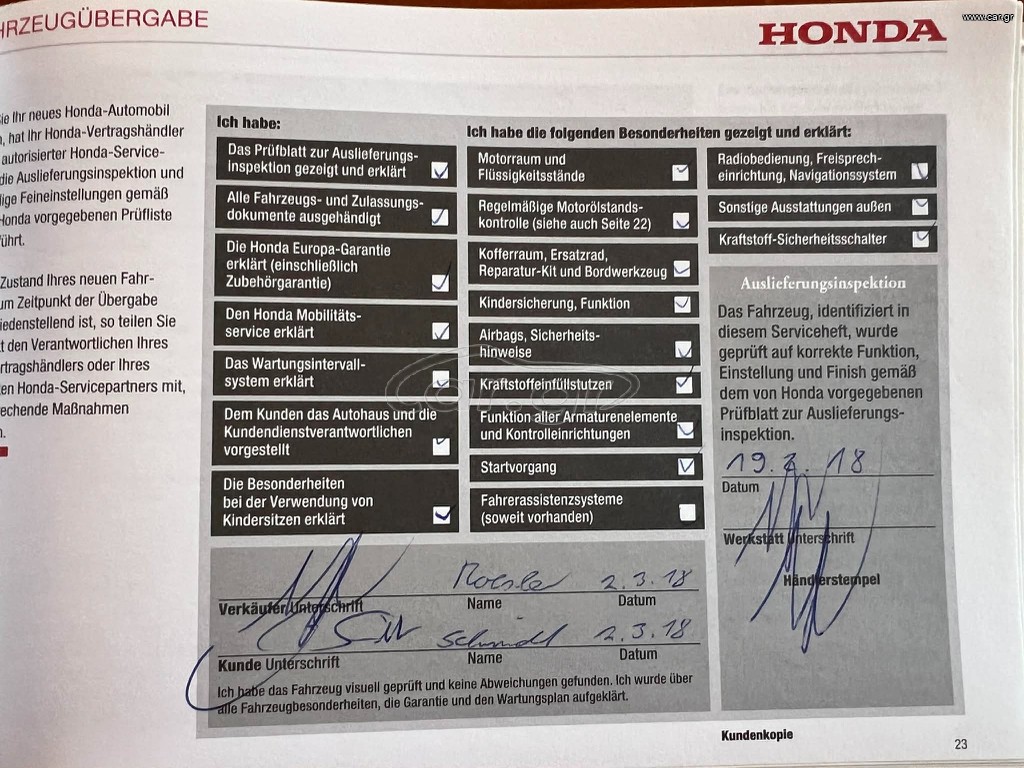 HRZEUGÜBERGABE
HONDA
www.car.gr
ie Ihr neues Honda-Automobil
, hat Ihr Honda-Vertragshändler
autorisierter Honda-Service-
die Auslieferungsinspektion und
ige Feineinstellungen gemäß
Honda vorgegebenen Prüfliste
ührt.
Zustand Ihres neuen Fahr-
um Zeitpunkt der Übergabe
iedenstellend ist, so teilen Sie
t den Verantwortlichen Ihres
rtragshändlers oder Ihres
en Honda-Servicepartners mit,
rechende Maßnahmen
n.
Ich habe:
Das Prüfblatt zur Auslieferungs-
inspektion gezeigt und erklärt
Alle Fahrzeugs- und Zulassungs-
dokumente ausgehändigt
Die Honda Europa-Garantie
erklärt (einschließlich
Zubehörgarantie)
Den Honda Mobilitäts-
service erklärt
Das Wartungsintervall-
system erklärt
Dem Kunden das Autohaus und die
Kundendienstverantwortlichen
vorgestellt
Die Besonderheiten
bei der Verwendung von
Kindersitzen erklärt
Ich habe die folgenden Besonderheiten gezeigt und erklärt:
Motorraum und
Flüssigkeitsstände
Regelmäßige Motorölstands-
kontrolle (siehe auch Seite 22)
Kofferraum, Ersatzrad,
Reparatur-Kit und Bordwerkzeug
Kindersicherung, Funktion
Airbags, Sicherheits-
hinweise
Kraftstoffeinfüllstutzen
Funktion aller Armaturenelemente
und Kontrolleinrichtungen
Startvorgang
Fahrerassistenzsysteme
(soweit vorhanden)
Radiobedienung, Freisprech-
einrichtung, Navigationssystem
Sonstige Ausstattungen außen
Kraftstoff-Sicherheitsschalter
Auslieferungsinspektion
Das Fahrzeug, identifiziert in
diesem Serviceheft, wurde
geprüft auf korrekte Funktion,
Einstellung und Finish gemäß
dem von Honda vorgegebenen
Prüfblatt zur Auslieferungs-
inspektion.
19.2.18
Datum
Werkstatt Unterschrift
Händlerstempel
2.3.18
Verkäufer Unterschrift Name Datum
Schmidt 2.3.18
Kunde Unterschrift Name Datum
Ich habe das Fahrzeug visuell geprüft und keine Abweichungen gefunden. Ich wurde über
alle Fahrzeugbesonderheiten, die Garantie und den Wartungsplan aufgeklärt.
Kundenkopie
23
car.gr